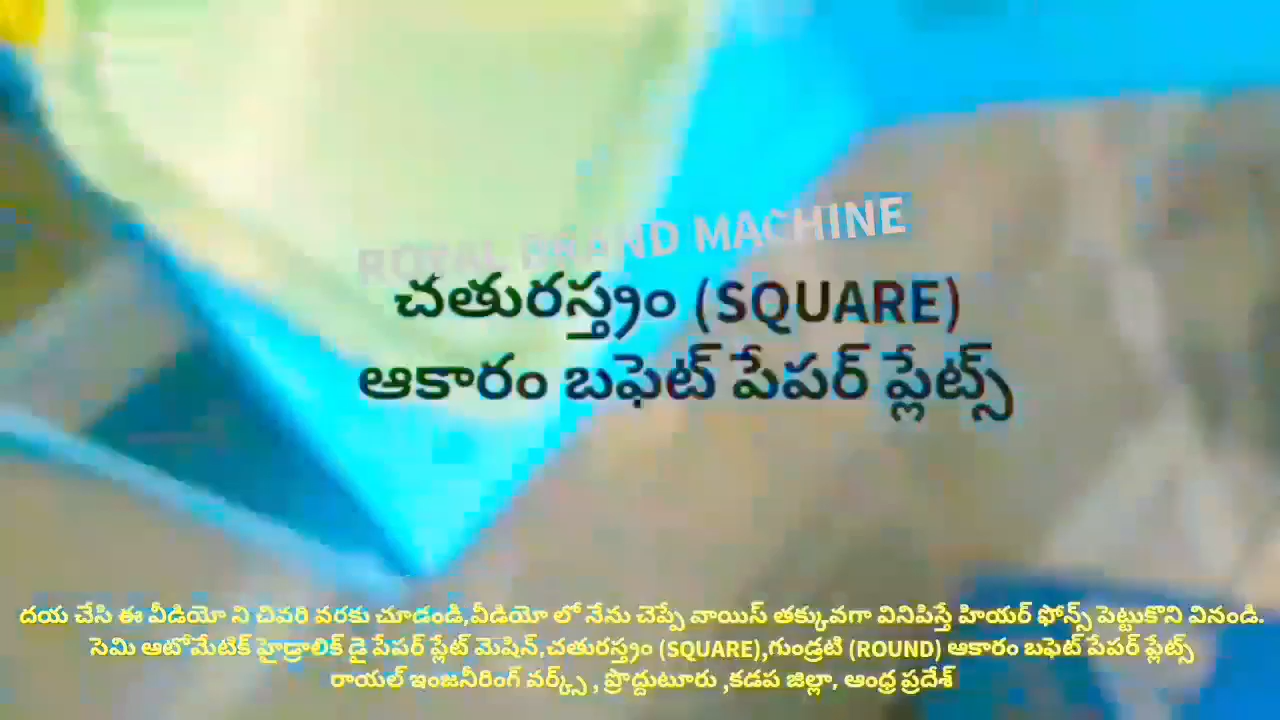 ROYAL BRAND MACHINE
చతురస్త్రం (SQUARE)
ఆకారం బఫెట్ పేపర్ ప్లేట్స్
దయ చేసి ఈ వీడియో ని చివరి వరకు చూడండి,వీడియో లో నేను చెప్పే వాయిస్ తక్కువగా వినిపిస్తే హియర్ ఫోన్స్ పెట్టుకొని వినండి.
సెమి ఆటోమేటిక్ హైడ్రాలిక్ డై పేపర్ ప్లేట్ మెషిన్,చతురస్త్రం (SQUARE),గుండ్రటి (ROUND) ఆకారం బఫెట్ పేపర్ ప్లేట్స్
రాయల్ ఇంజనీరింగ్ వర్క్స్ , ప్రొద్దుటూరు ,కడప జిల్లా, ఆంధ్ర ప్రదేశ్